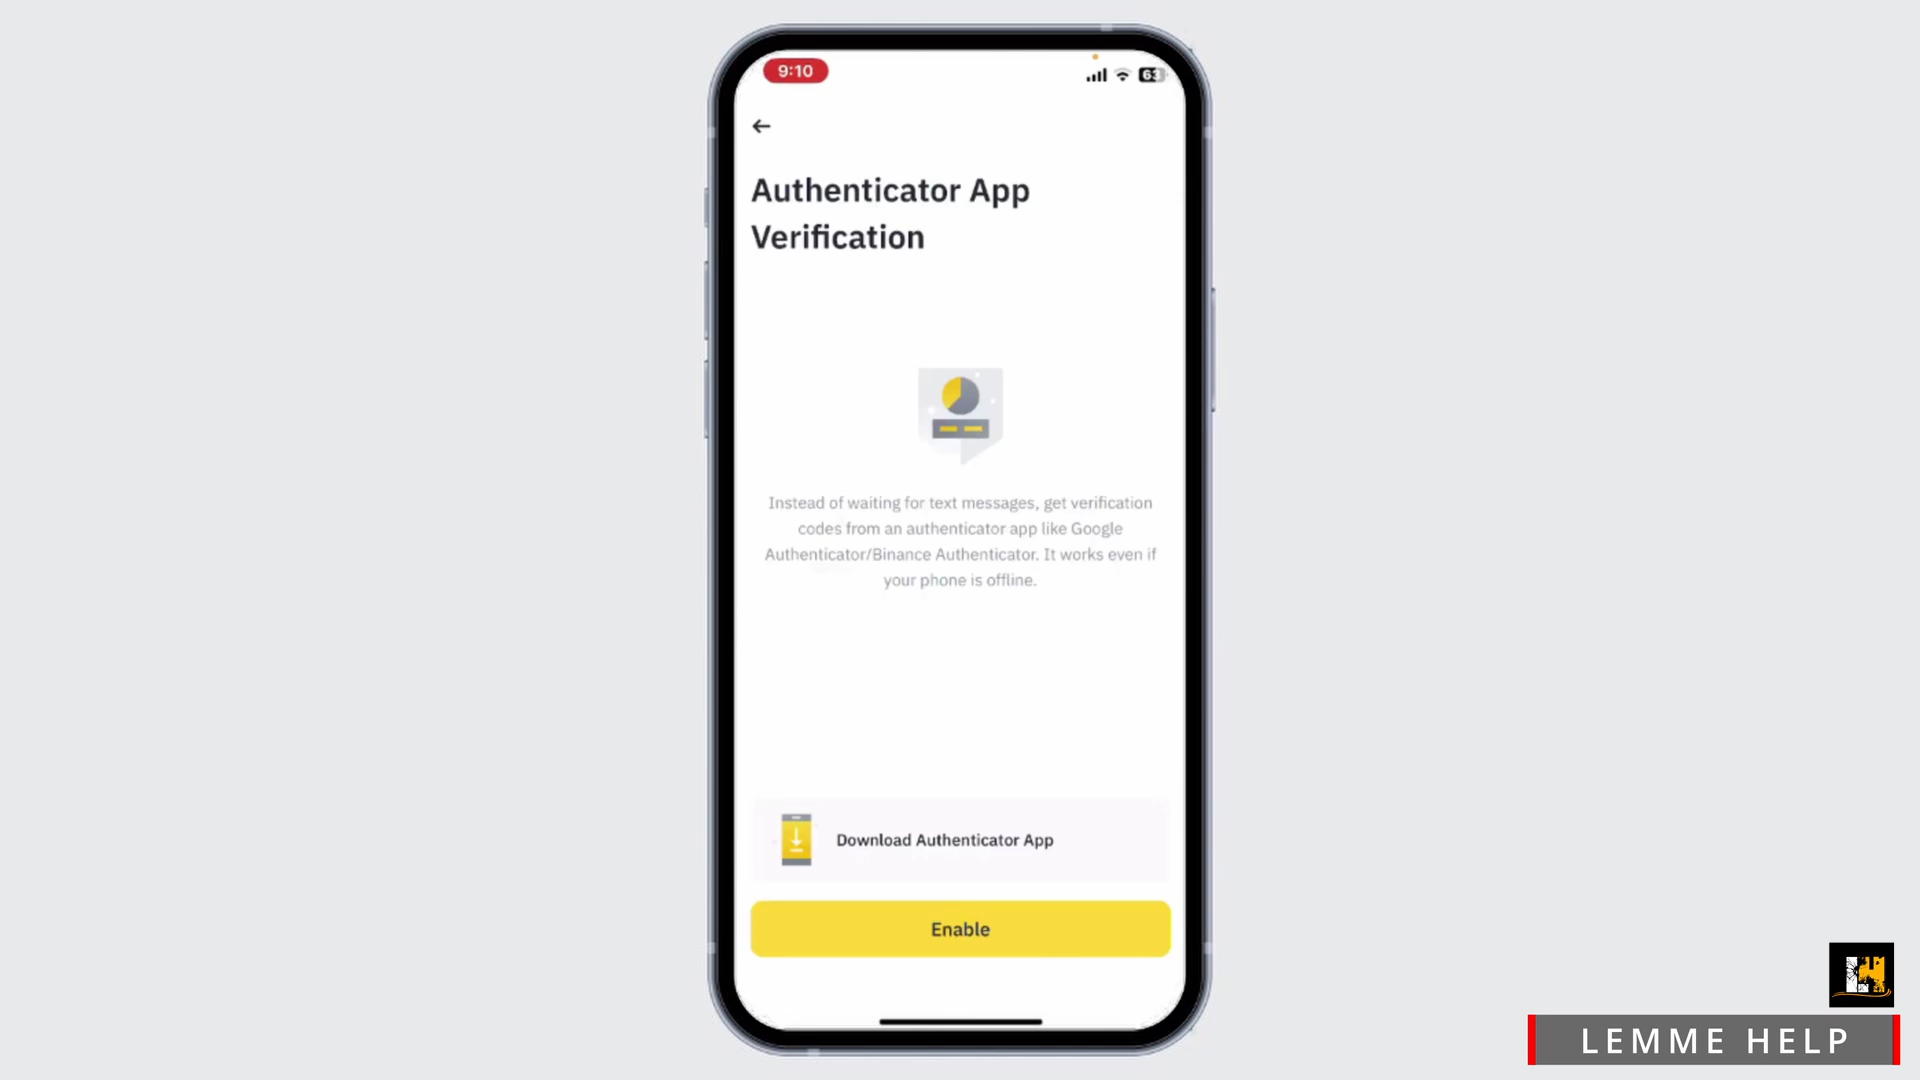 9:10
63
Authenticator App
Verification
Instead of waiting for text messages, get verification
codes from an authenticator app like Google
Authenticator/Binance Authenticator. It works even if
your phone is offline.
Download Authenticator App
Enable
LEMME HELP